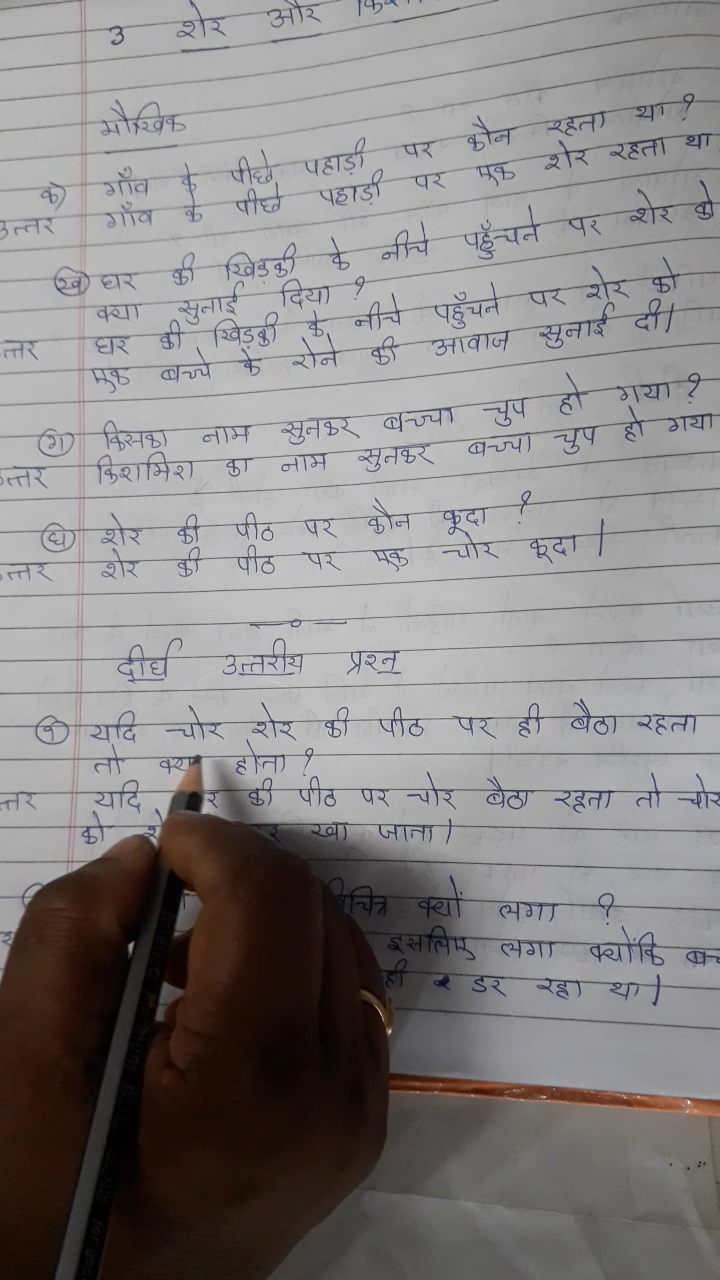 ३ शेर और
मौखिक
क) गाँव के पीछे पहाड़ी पर कौन रहता था?
उत्तर गाँव के पीछे पहाड़ी पर एक शेर रहता था
ख) घर की खिड़की के नीचे पहुँचने पर शेर को
क्या सुनाई दिया?
त्तर घर की खिड़की के नीचे पहुँचने पर शेर को
एक बच्चे के रोने की आवाज सुनाई दी।
ग) किसका नाम सुनकर बच्चा चुप हो गया?
त्तर किशमिश का नाम सुनकर बच्चा चुप हो गया
घ) शेर की पीठ पर कौन कूदा?
त्तर शेर की पीठ पर एक चोर कूदा।
दीर्घ उत्तरीय प्रश्न
क) यदि चोर शेर की पीठ पर ही बैठा रहता
तो क्या होता?
त्तर यदि की पीठ पर चोर बैठा रहता तो चोर
को खा जाता।
क्यों लगा?
इसलिए लगा क्योंकि
ही डर रहा था।